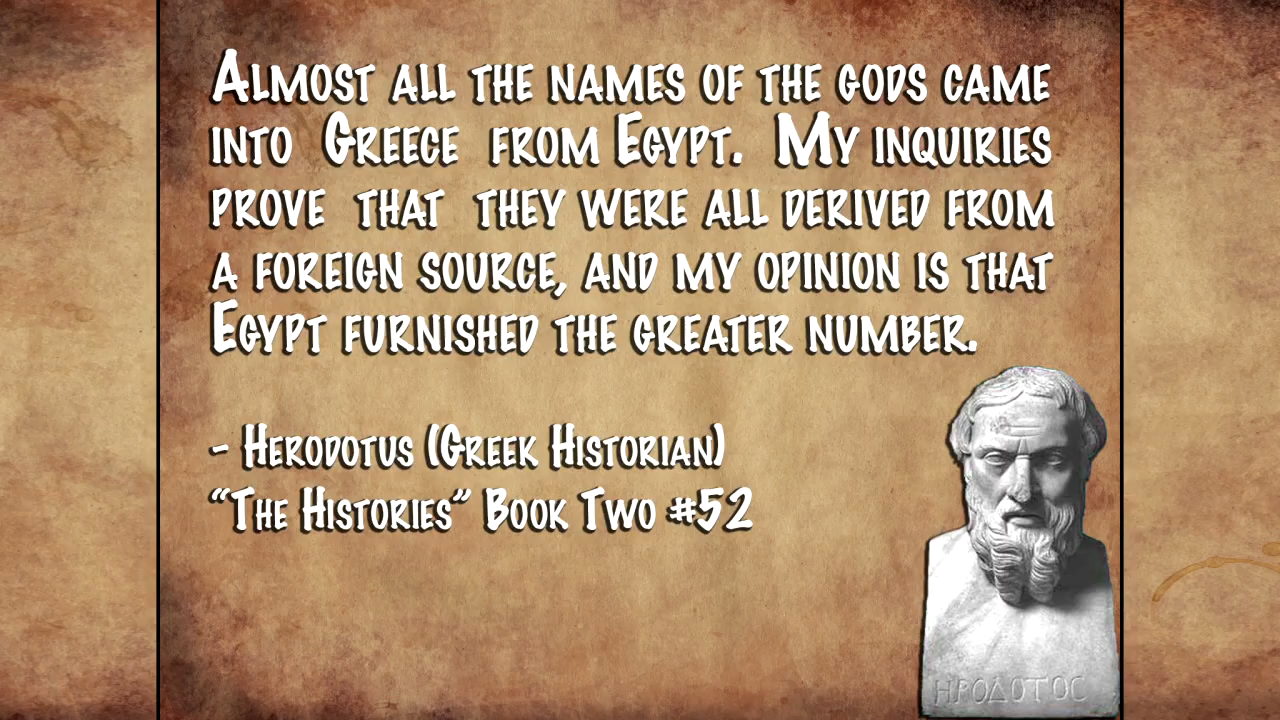 Almost all the names of the gods came
into Greece from Egypt. My inquiries
prove that they were all derived from
a foreign source, and my opinion is that
Egypt furnished the greater number.
- Herodotus (Greek Historian)
“The Histories” Book Two #52
ΗΡΟΔΟΤΟС